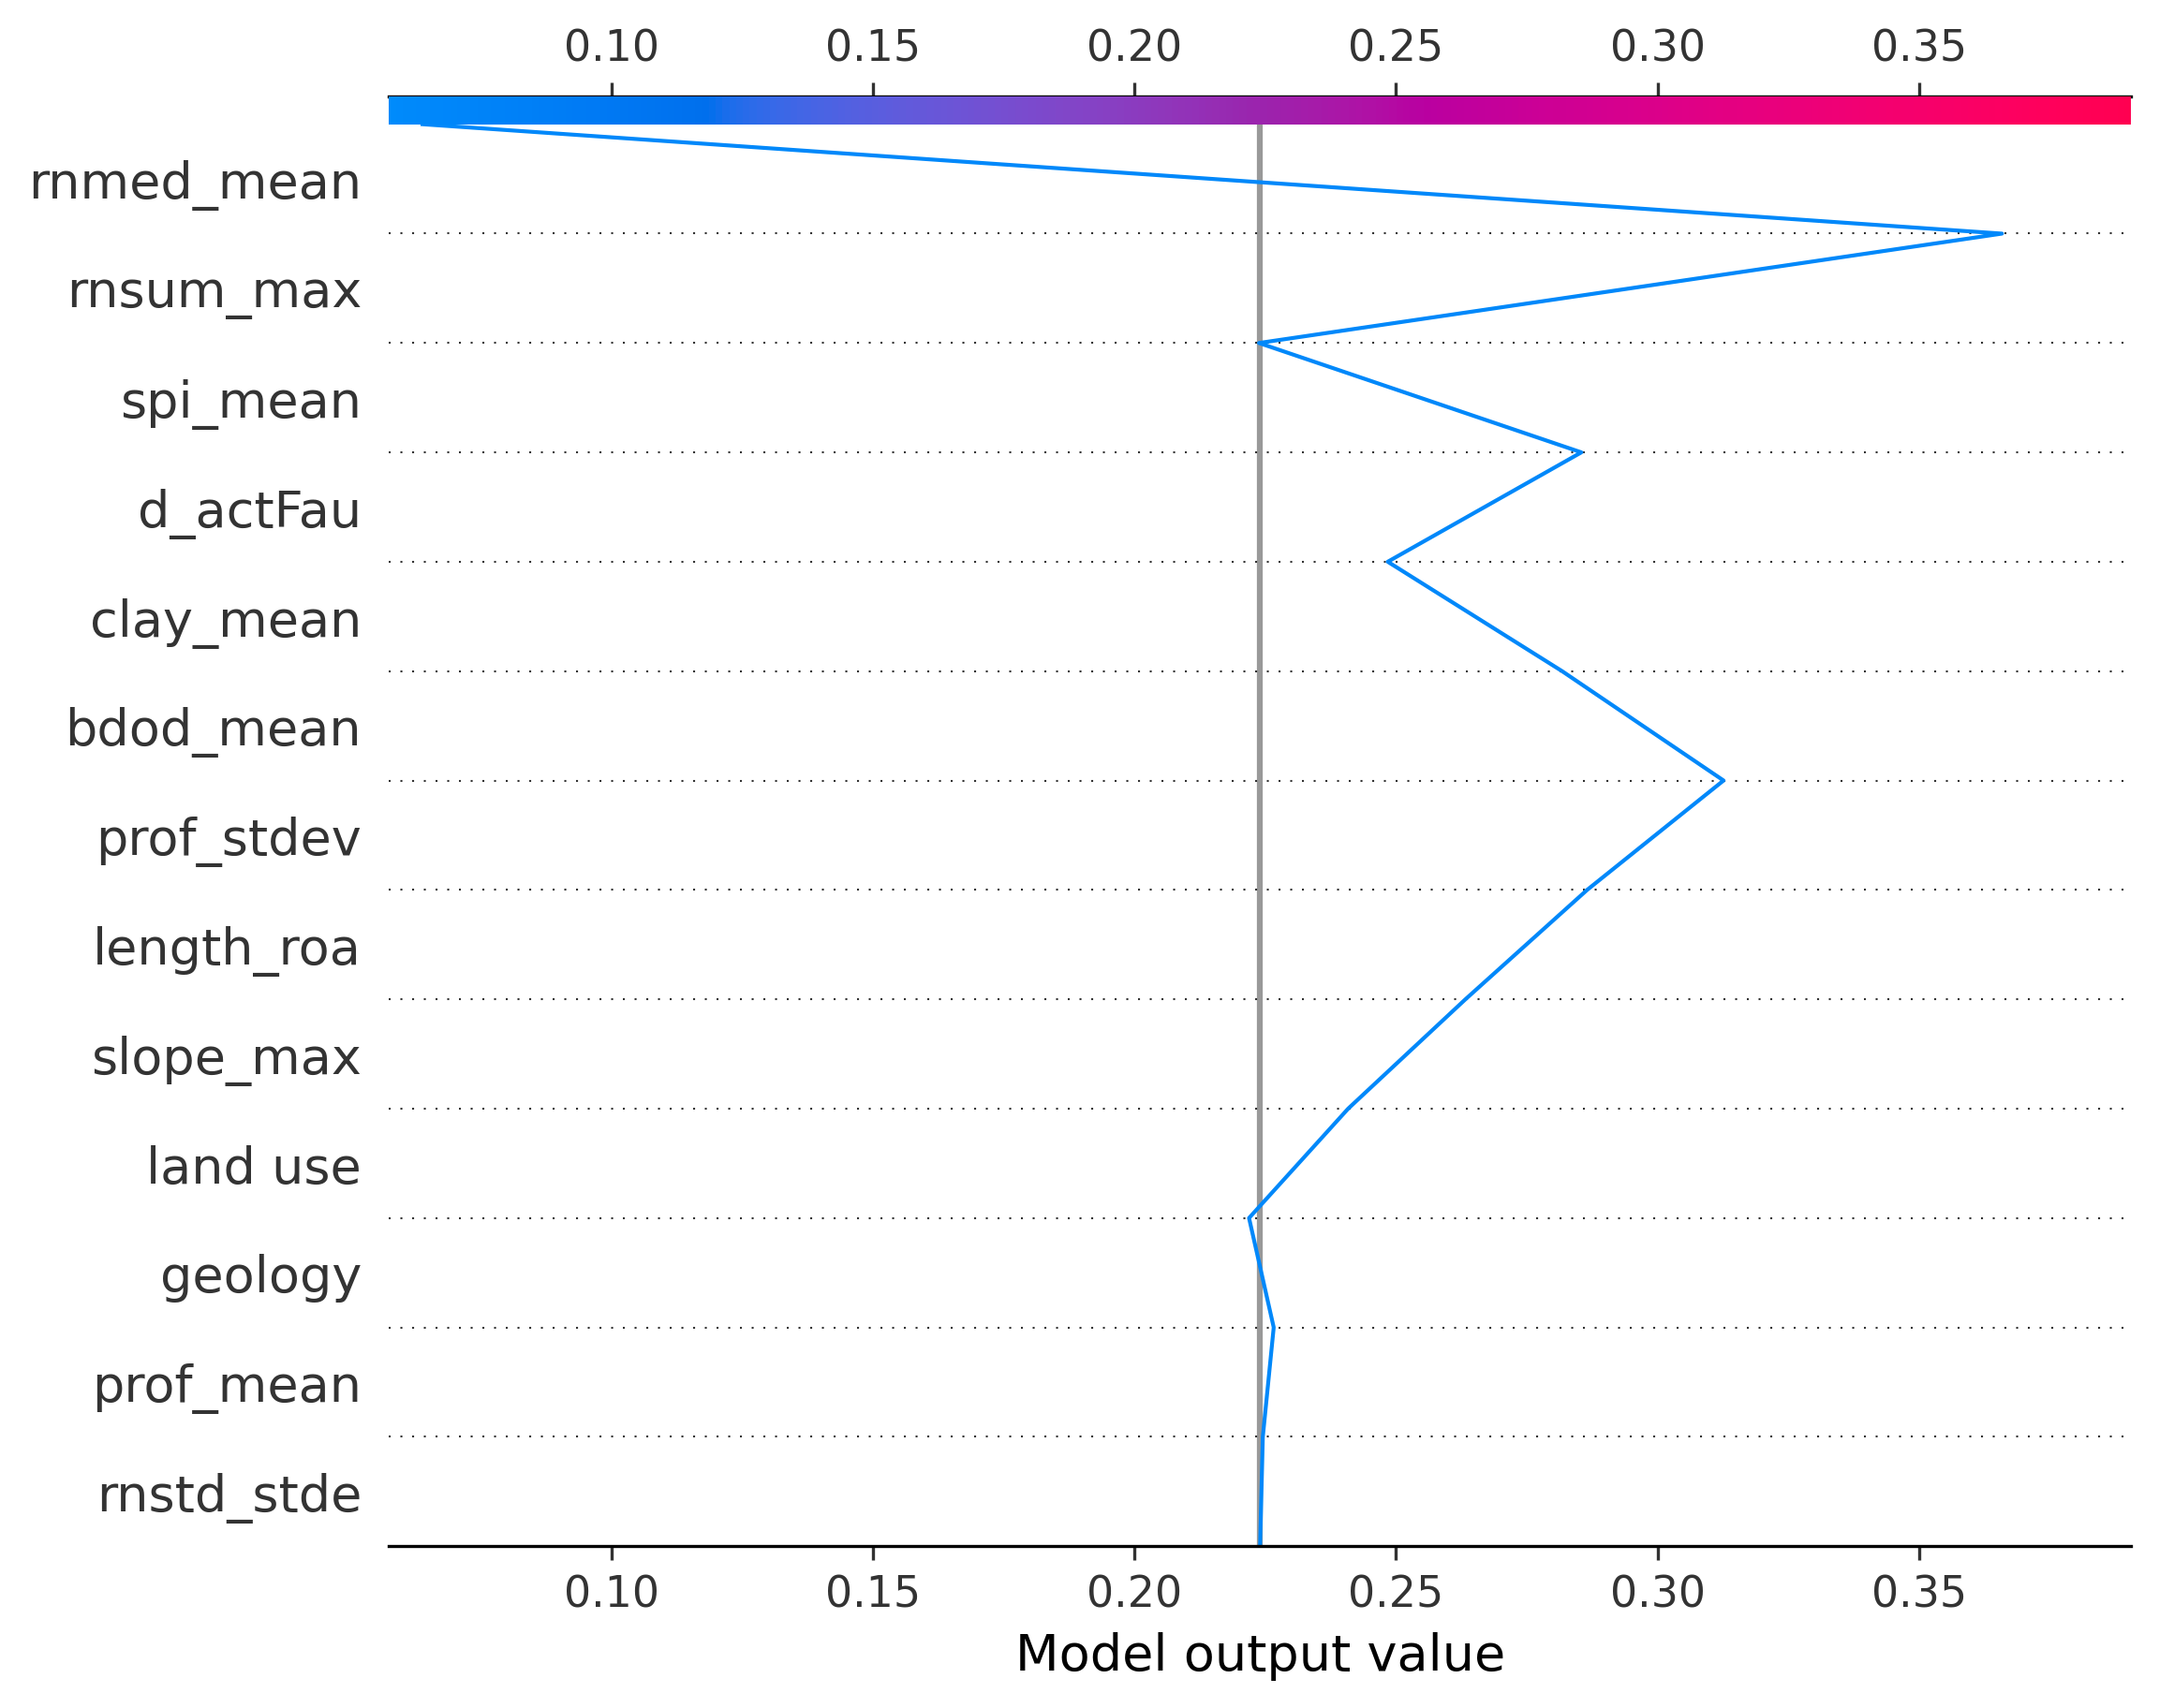 0.10 0.15 0.20 0.25 0.30 0.35
rnmed_mean
rnsum_max
spi_mean
d_actFau
clay_mean
bdod_mean
prof_stdev
length_roa
slope_max
land use
geology
prof_mean
rnstd_stde
0.10 0.15 0.20 0.25 0.30 0.35
Model output value